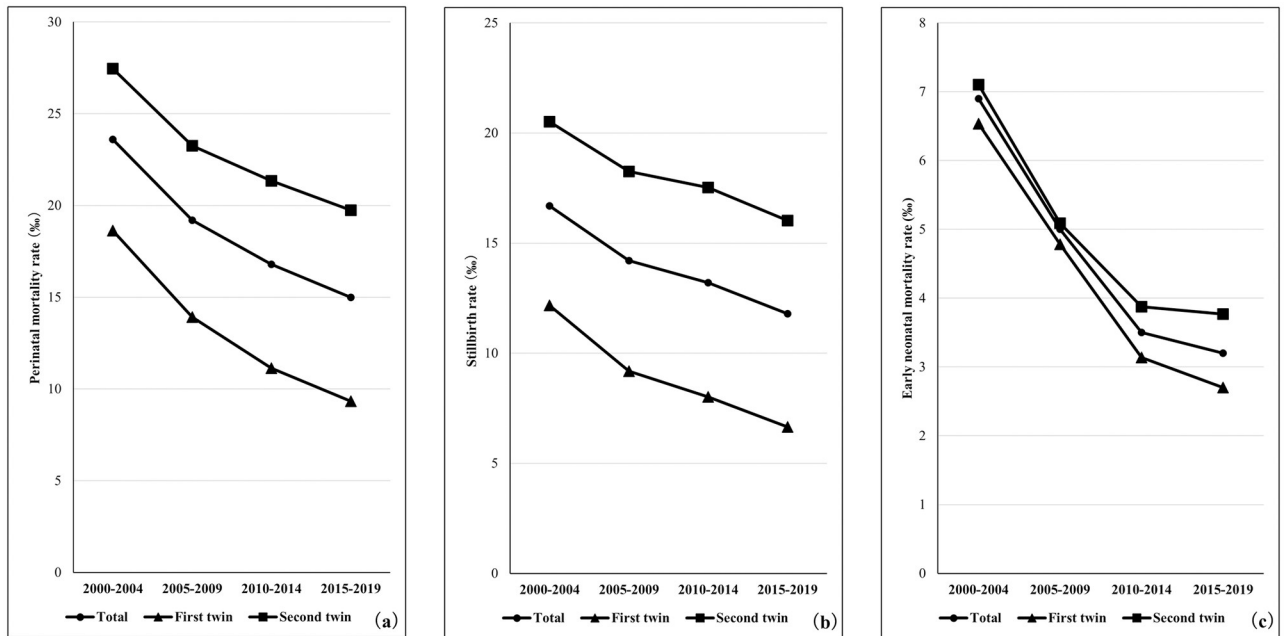 Perinatal mortality rate (‰)
30
25
20
15
10
5
0
2000-2004 2005-2009 2010-2014 2015-2019
Total First twin Second twin (a)
Stillbirth rate (‰)
25
20
15
10
5
0
2000-2004 2005-2009 2010-2014 2015-2019
Total First twin Second twin (b)
Early neonatal mortality rate (‰)
8
7
6
5
4
3
2
1
0
2000-2004 2005-2009 2010-2014 2015-2019
Total First twin Second twin (c)